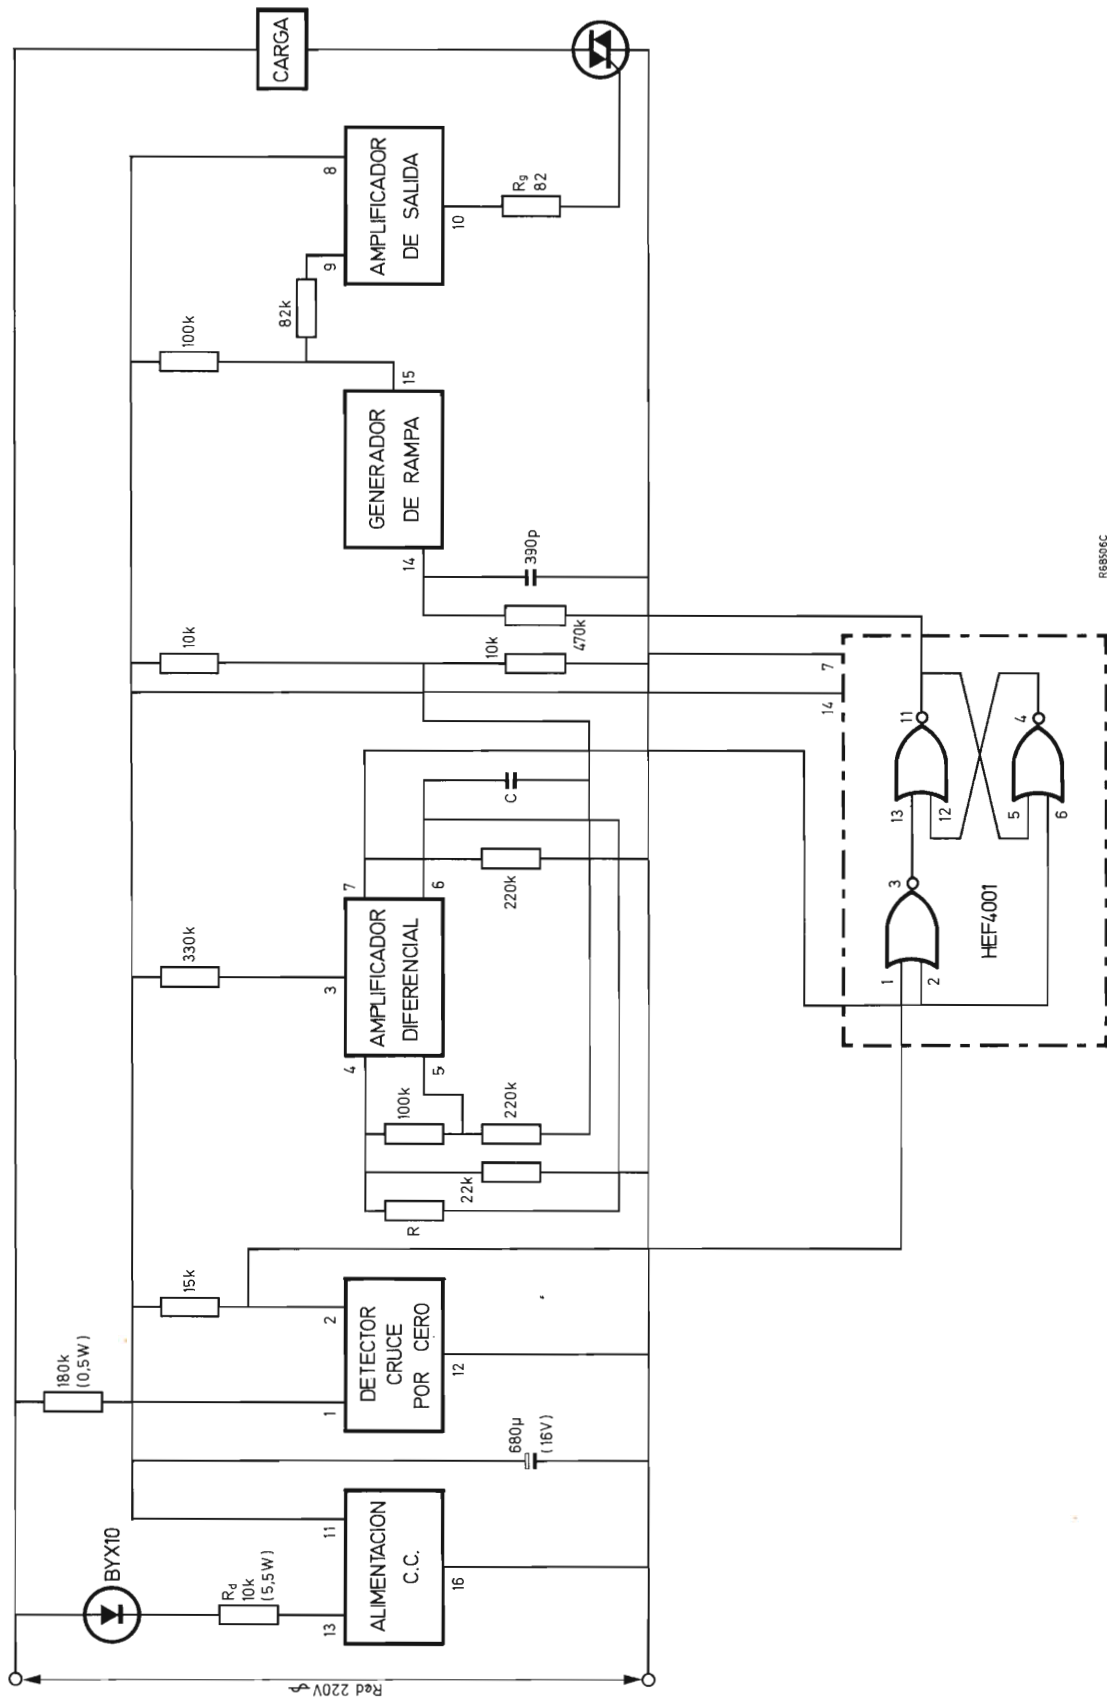 Red 220V
BYX10
Rd
10k
(5,5W)
13
11
ALIMENTACION
C.C.
16
680µ
(16V)
180k
(0,5W)
15k
1
2
DETECTOR
CRUCE
POR CERO
12
R
22k
100k
220k
330k
3
4
5
AMPLIFICADOR
DIFERENCIAL
7
6
220k
C
10k
10k
470k
390p
14
GENERADOR
DE RAMPA
15
100k
82k
9
8
AMPLIFICADOR
DE SALIDA
10
Rg
82
CARGA
14
7
1
2
3
13
12
11
5
6
4
HEF4001
R68506C